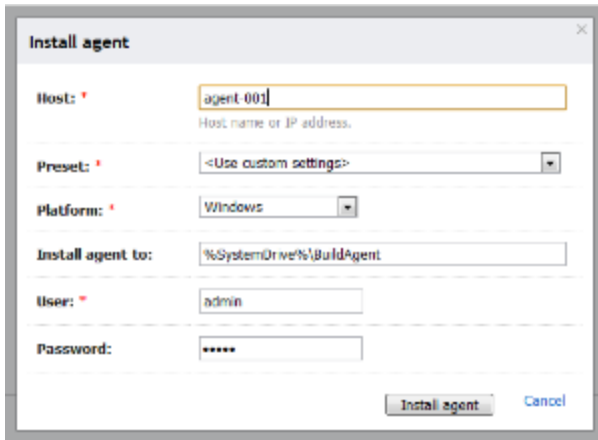 Install agent
Host: *
agent-001
Host name or IP address.
Preset: *
<Use custom settings>
Platform: *
Windows
Install agent to:
%SystemDrive%\BuildAgent
User: *
admin
Password:
•••••
Install agent
Cancel